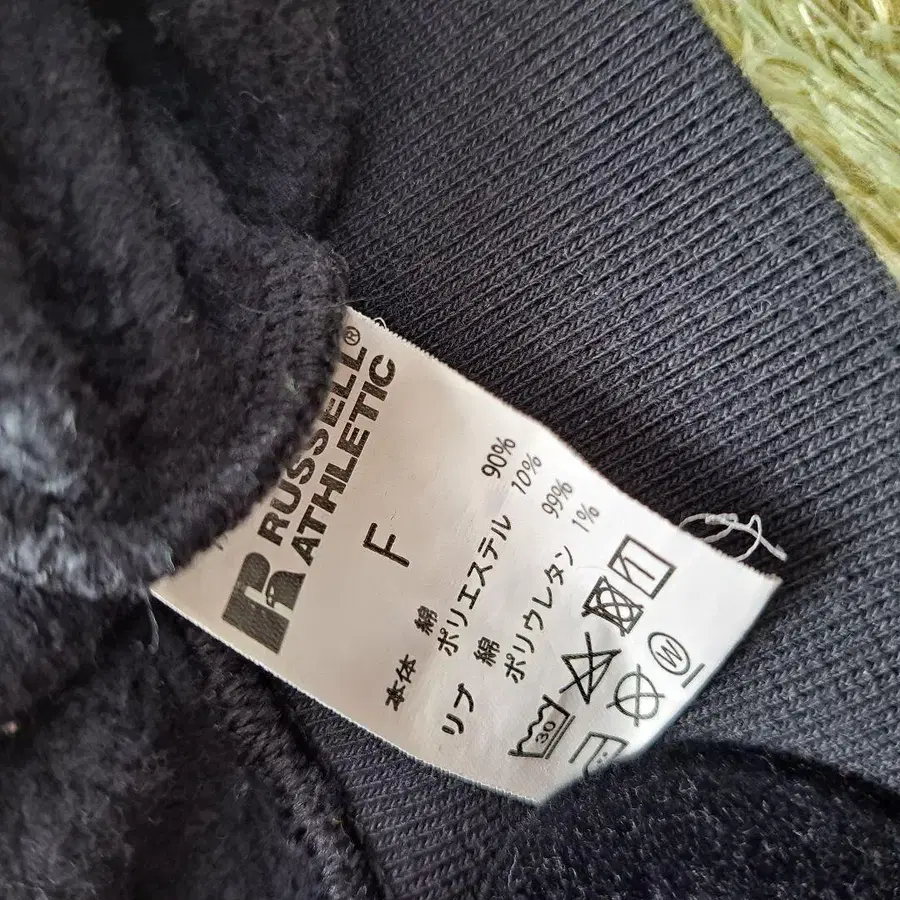 RUSSELL®
ATHLETIC
F
本体 綿 90%
ポリエステル 10%
リブ 綿 99%
ポリウレタン 1%
30
W